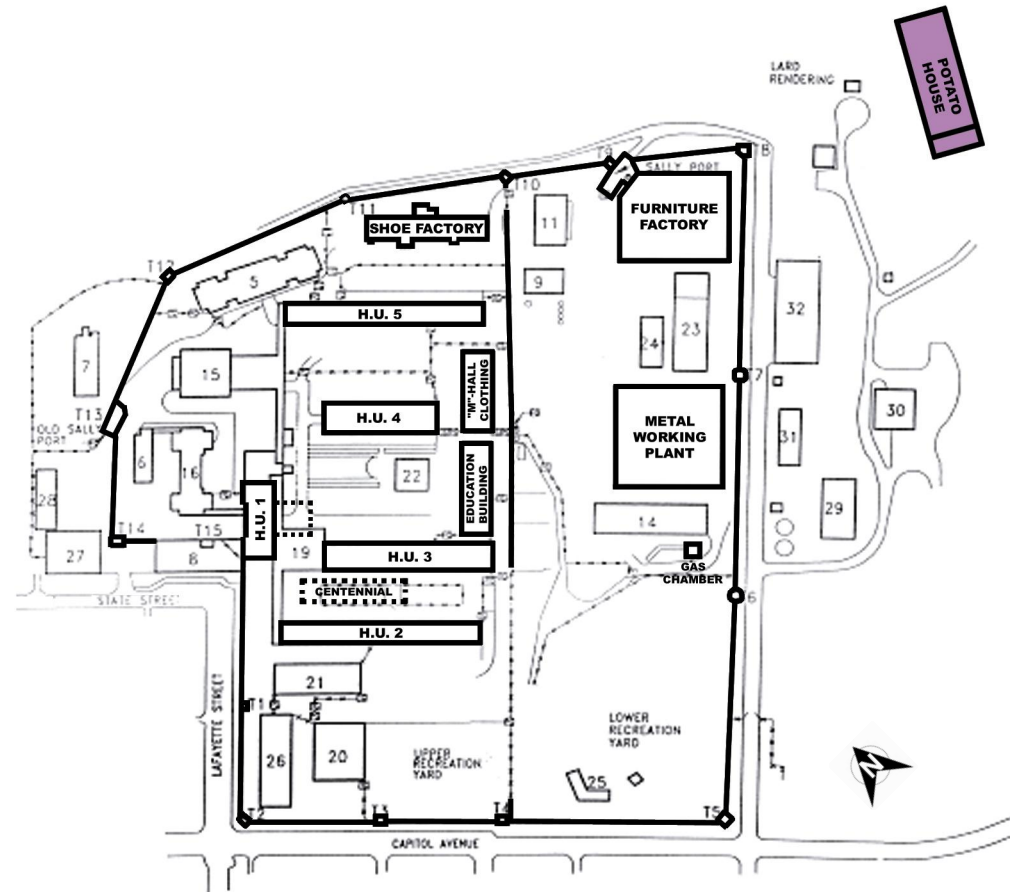 POTATO
HOUSE
LARD
RENDERING
T8
T9
SALLY PORT
T10
T11
11
FURNITURE
FACTORY
SHOE FACTORY
T12
5
9
H.U. 5
32
23
24
7
15
7
"M"-HALL
CLOTHING
T13
OLD SALLY
PORT
H.U. 4
METAL
WORKING
PLANT
30
31
6
16
22
28
EDUCATION
BUILDING
29
H.U. 1
14
T14
T15
27
8
19
H.U. 3
GAS
CHAMBER
CENTENNIAL
6
STATE STREET
H.U. 2
21
LAFAYETTE STREET
T1
LOWER
RECREATION
YARD
26
20
UPPER
RECREATION
YARD
N
25
T2
T3
T4
T5
CAPITOL AVENUE